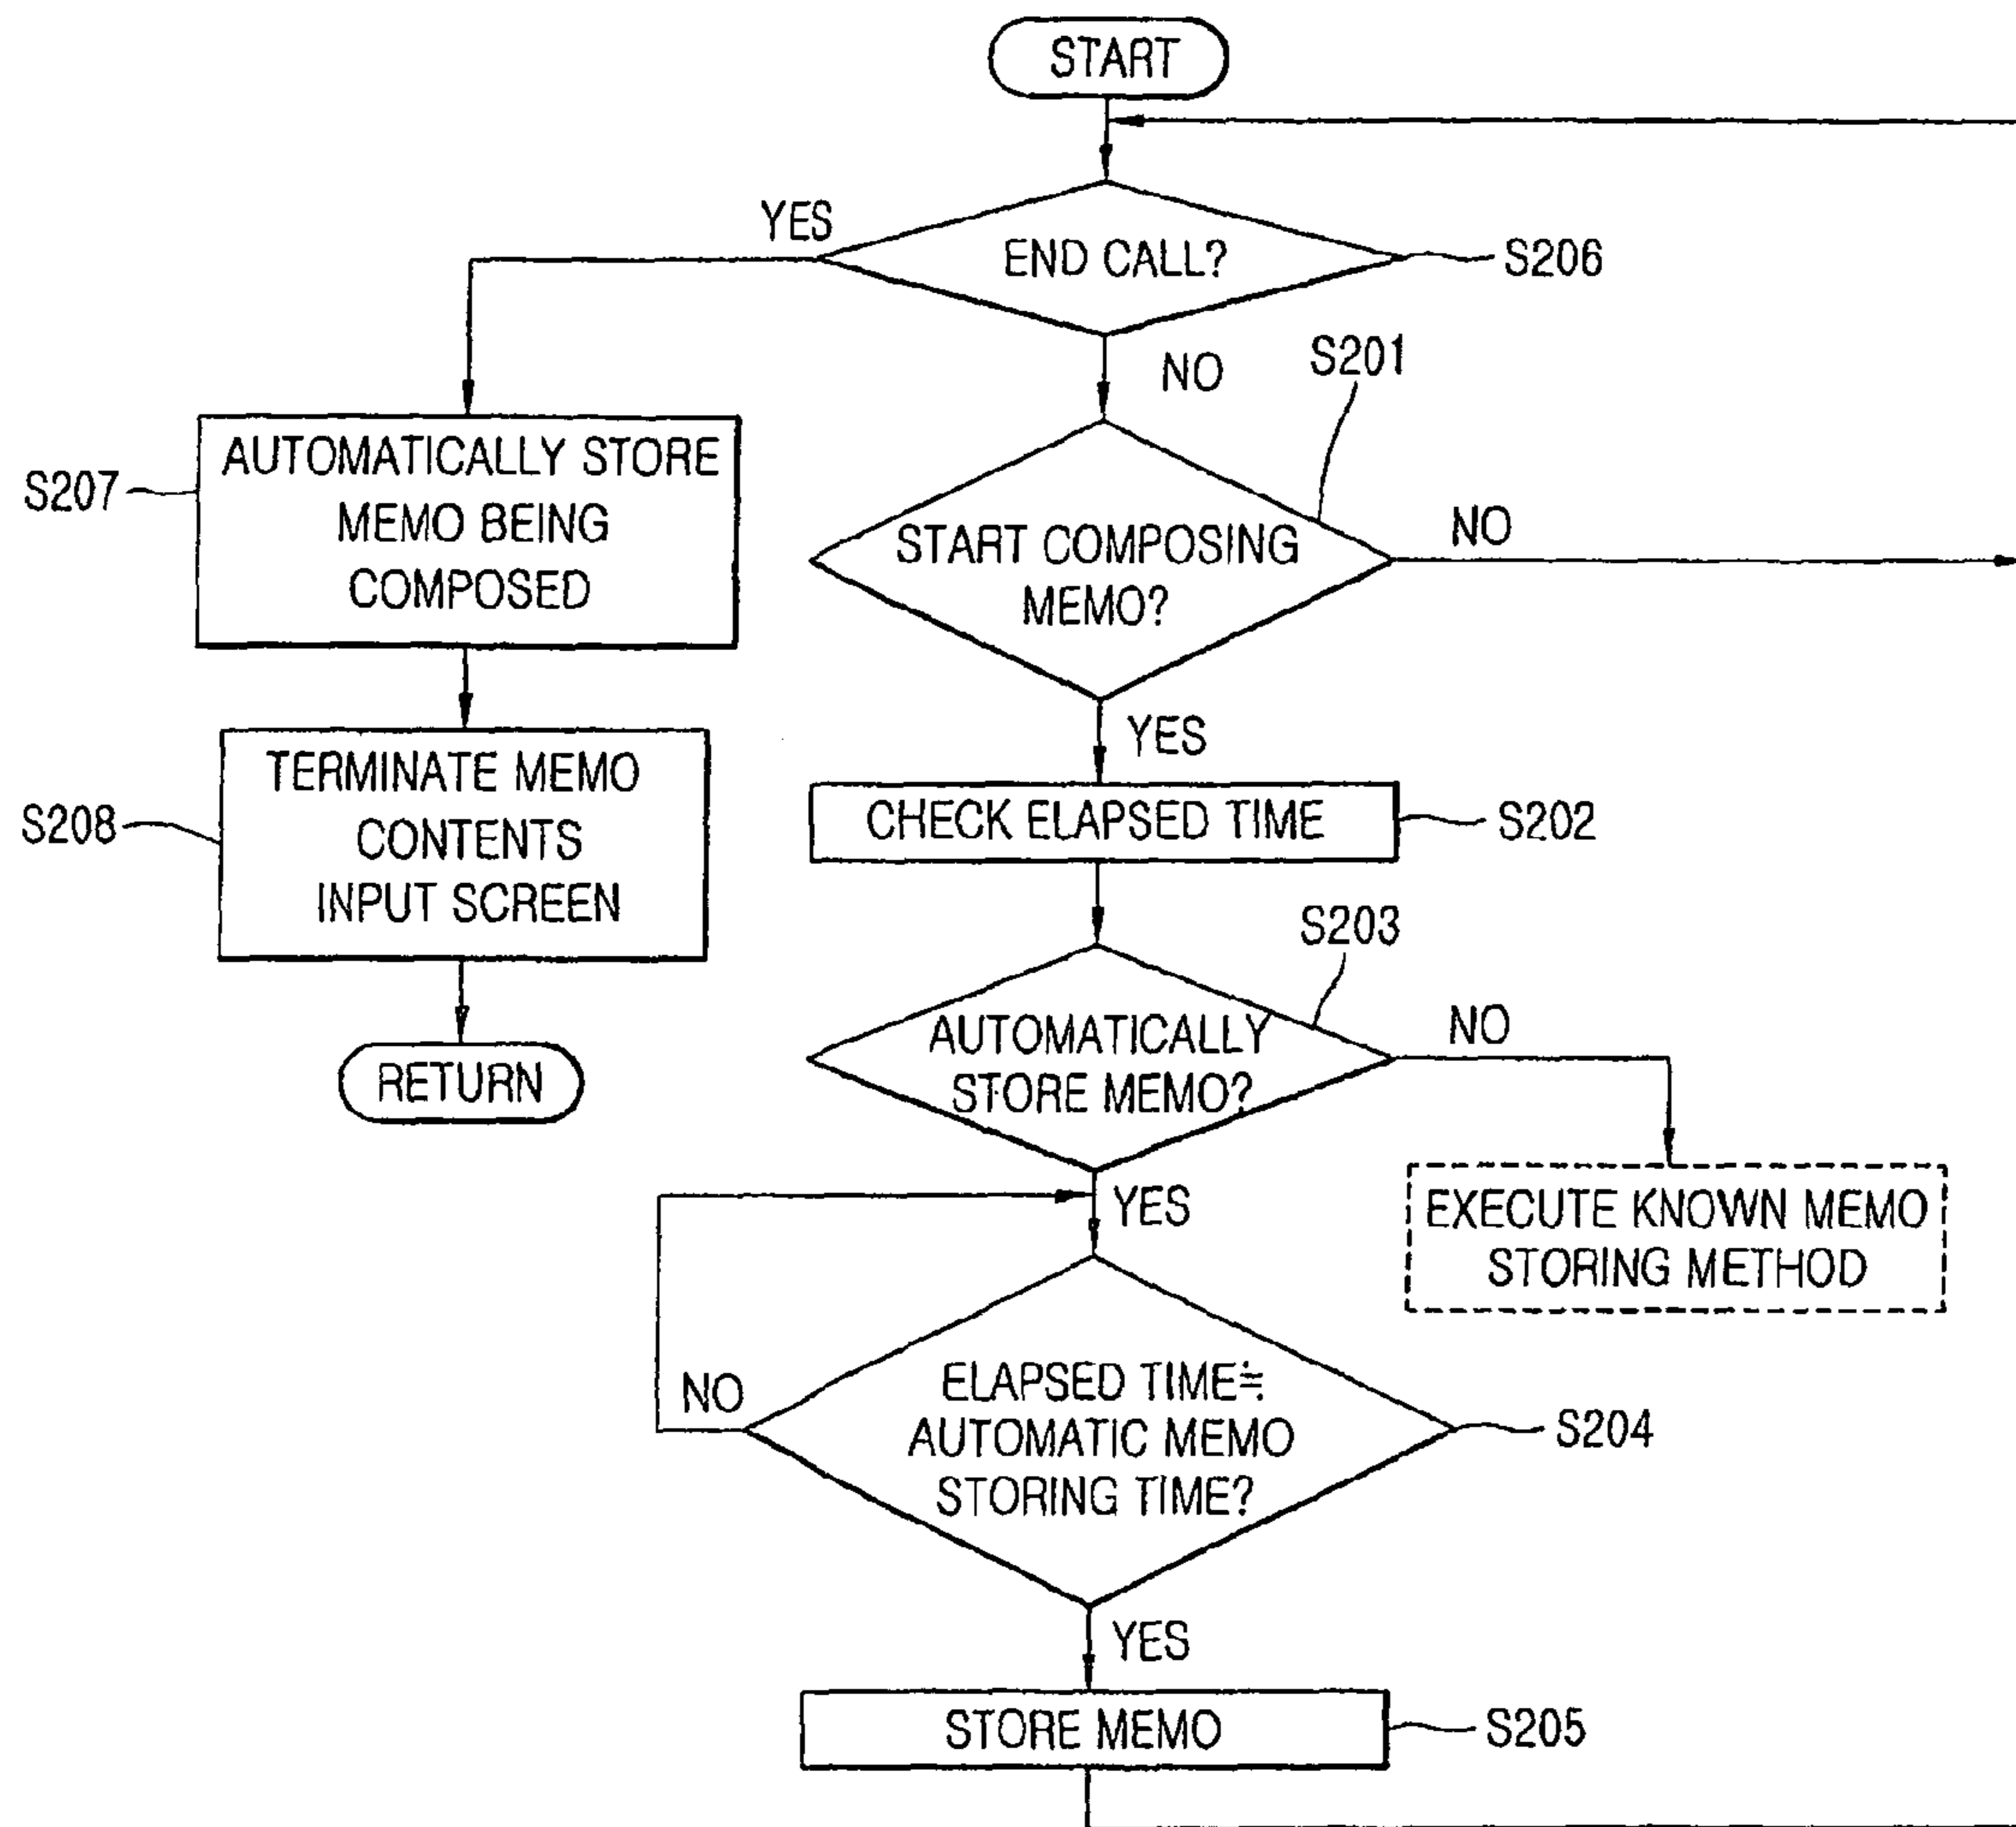 START
YES
END CALL?
S206
NO
S201
AUTOMATICALLY STORE
MEMO BEING
COMPOSED
S207
START COMPOSING
MEMO?
NO
YES
TERMINATE MEMO
CONTENTS
INPUT SCREEN
S208
CHECK ELAPSED TIME
S202
S203
AUTOMATICALLY
STORE MEMO?
NO
RETURN
YES
EXECUTE KNOWN MEMO
STORING METHOD
ELAPSED TIME≒
AUTOMATIC MEMO
STORING TIME?
NO
S204
YES
STORE MEMO
S205